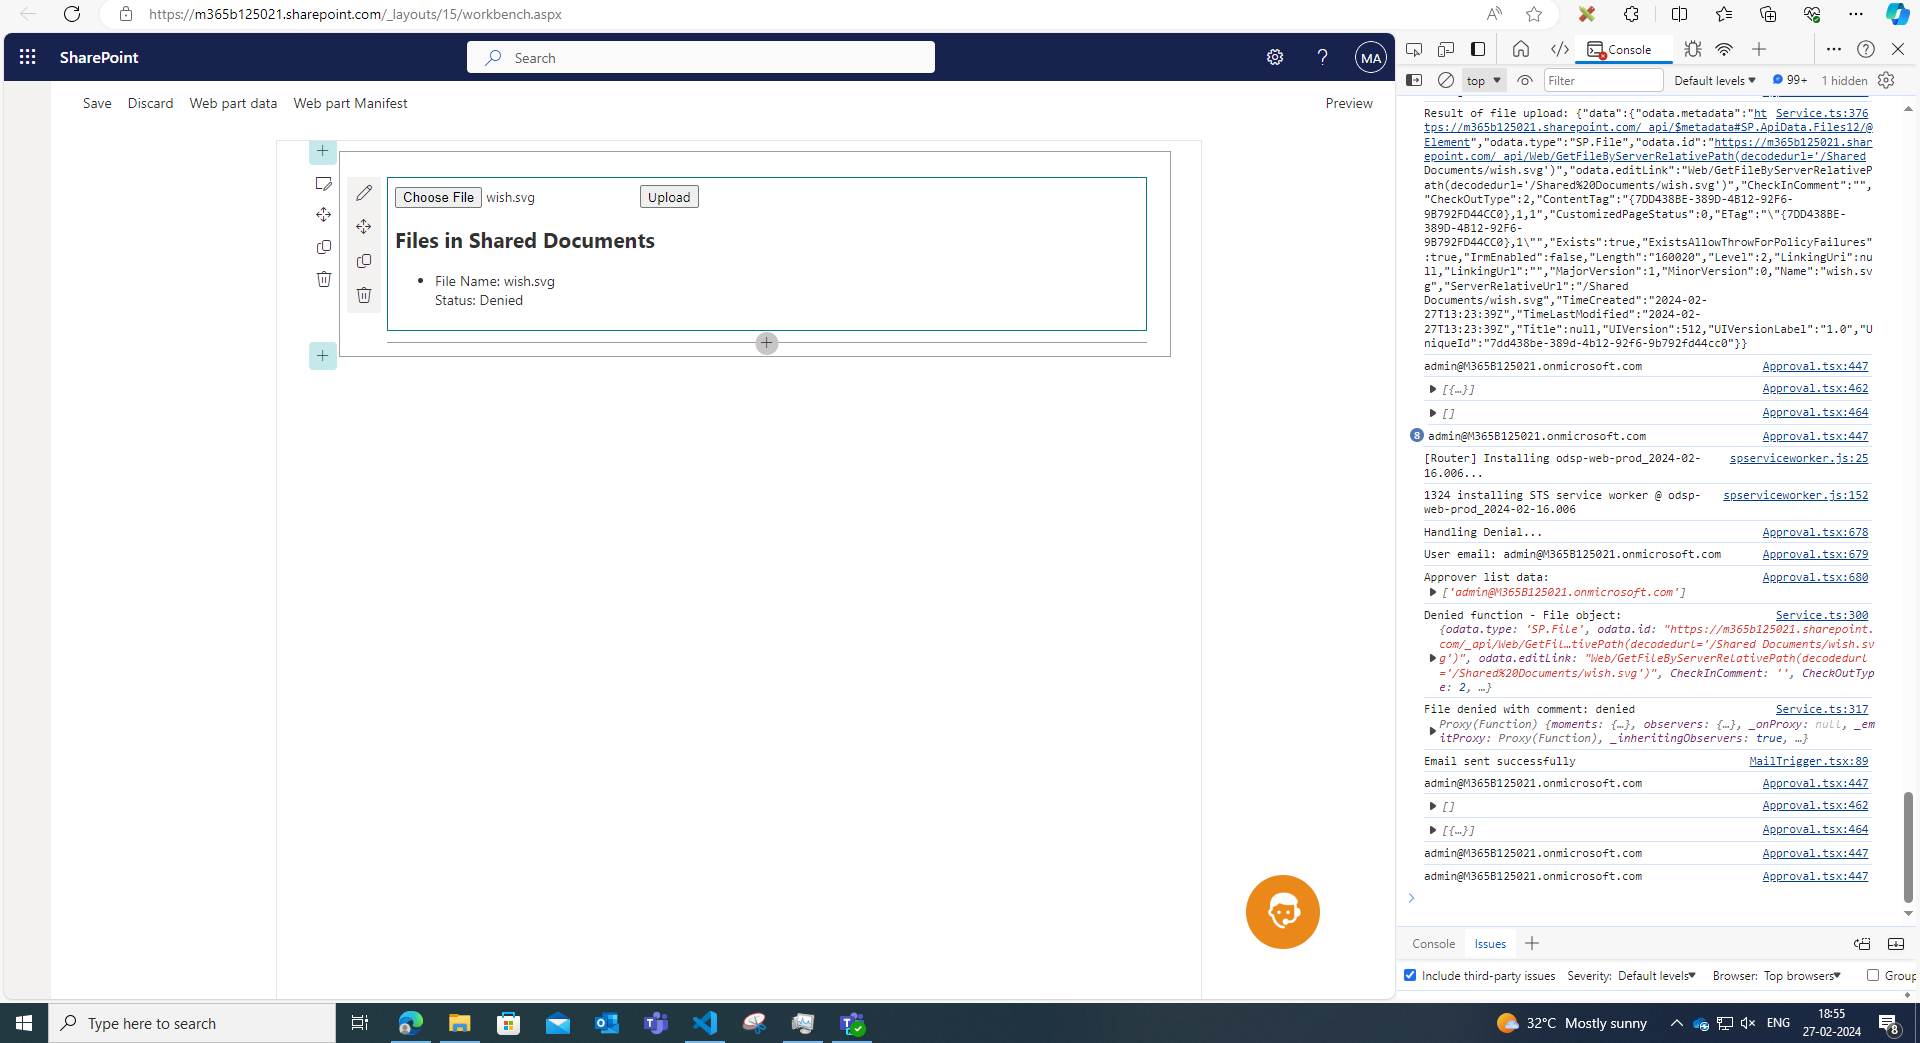 https://m365b125021.sharepoint.com/_layouts/15/workbench.aspx
SharePoint
Search
MA
Save Discard Web part data Web part Manifest
Preview
Choose File wish.svg Upload
Files in Shared Documents
• File Name: wish.svg
Status: Denied
Console
top Filter Default levels 99+ 1 hidden
Result of file upload: {"data":{"odata.metadata":"ht Service.ts:376
tps://m365b125021.sharepoint.com/_api/$metadata#SP.ApiData.Files12/@
Element","odata.type":"SP.File","odata.id":"https://m365b125021.shar
epoint.com/_api/Web/GetFileByServerRelativePath(decodedurl='/Shared
Documents/wish.svg')","odata.editLink":"Web/GetFileByServerRelativeP
ath(decodedurl='/Shared%20Documents/wish.svg')","CheckInComment":"",
"CheckOutType":2,"ContentTag":"{7DD438BE-389D-4B12-92F6-
9B792FD44CC0},1,1","CustomizedPageStatus":0,"ETag":"\"{7DD438BE-
389D-4B12-92F6-
9B792FD44CC0},1\"","Exists":true,"ExistsAllowThrowForPolicyFailures"
:true,"IrmEnabled":false,"Length":"160020","Level":2,"LinkingUri":nu
ll,"LinkingUrl":"","MajorVersion":1,"MinorVersion":0,"Name":"wish.sv
g","ServerRelativeUrl":"/Shared
Documents/wish.svg","TimeCreated":"2024-02-
27T13:23:39Z","TimeLastModified":"2024-02-
27T13:23:39Z","Title":null,"UIVersion":512,"UIVersionLabel":"1.0","U
niqueId":"7dd438be-389d-4b12-92f6-9b792fd44cc0"}}
admin@M365B125021.onmicrosoft.com Approval.tsx:447
[{…}] Approval.tsx:462
[] Approval.tsx:464
8 admin@M365B125021.onmicrosoft.com Approval.tsx:447
[Router] Installing odsp-web-prod_2024-02- spserviceworker.js:25
16.006...
1324 installing STS service worker @ odsp- spserviceworker.js:152
web-prod_2024-02-16.006
Handling Denial... Approval.tsx:678
User email: admin@M365B125021.onmicrosoft.com Approval.tsx:679
Approver list data: Approval.tsx:680
['admin@M365B125021.onmicrosoft.com']
Denied function - File object: Service.ts:300
{odata.type: 'SP.File', odata.id: "https://m365b125021.sharepoint.
com/_api/Web/GetFil…tivePath(decodedurl='/Shared Documents/wish.sv
g')", odata.editLink: "Web/GetFileByServerRelativePath(decodedurl
='/Shared%20Documents/wish.svg')", CheckInComment: '', CheckOutTyp
e: 2, …}
File denied with comment: denied Service.ts:317
Proxy(Function) {moments: {…}, observers: {…}, _onProxy: null, _em
itProxy: Proxy(Function), _inheritingObservers: true, …}
Email sent successfully MailTrigger.tsx:89
admin@M365B125021.onmicrosoft.com Approval.tsx:447
[] Approval.tsx:462
[{…}] Approval.tsx:464
admin@M365B125021.onmicrosoft.com Approval.tsx:447
admin@M365B125021.onmicrosoft.com Approval.tsx:447
Console Issues
Include third-party issues Severity: Default levels Browser: Top browsers Group
Type here to search
32°C Mostly sunny
ENG
18:55
27-02-2024
8